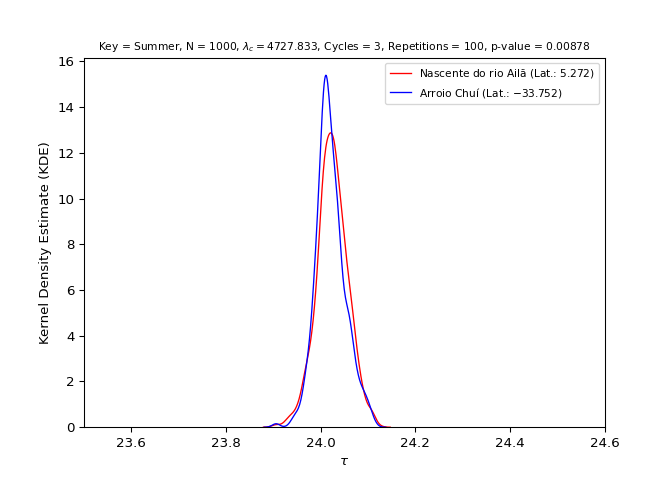 Key = Summer, N = 1000, λc = 4727.833, Cycles = 3, Repetitions = 100, p-value = 0.00878
Nascente do rio Ailã (Lat.: 5.272)
Arroio Chuí (Lat.: −33.752)
Kernel Density Estimate (KDE)
16
14
12
10
8
6
4
2
0
23.6 23.8 24.0 24.2 24.4 24.6
τ